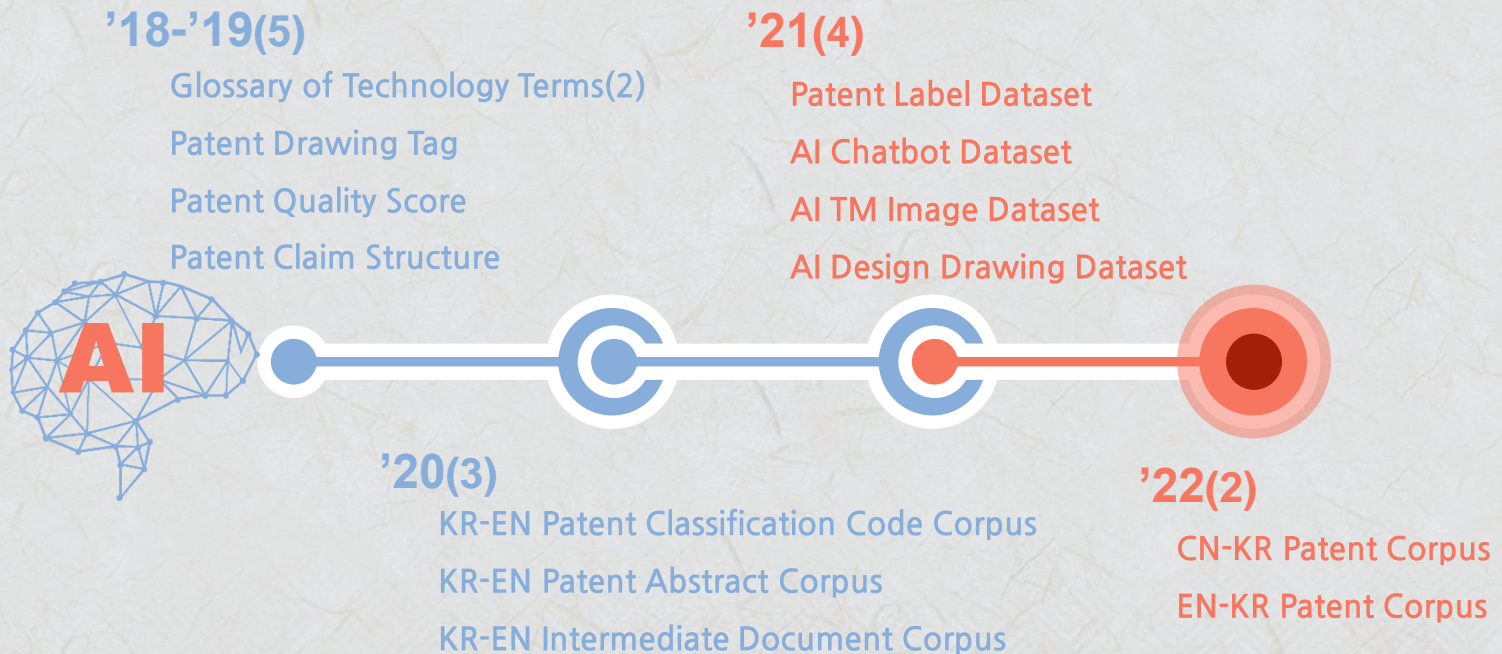 ’18-’19(5)
Glossary of Technology Terms(2)
Patent Drawing Tag
Patent Quality Score
Patent Claim Structure
’21(4)
Patent Label Dataset
AI Chatbot Dataset
AI TM Image Dataset
AI Design Drawing Dataset
AI
’20(3)
KR-EN Patent Classification Code Corpus
KR-EN Patent Abstract Corpus
KR-EN Intermediate Document Corpus
’22(2)
CN-KR Patent Corpus
EN-KR Patent Corpus